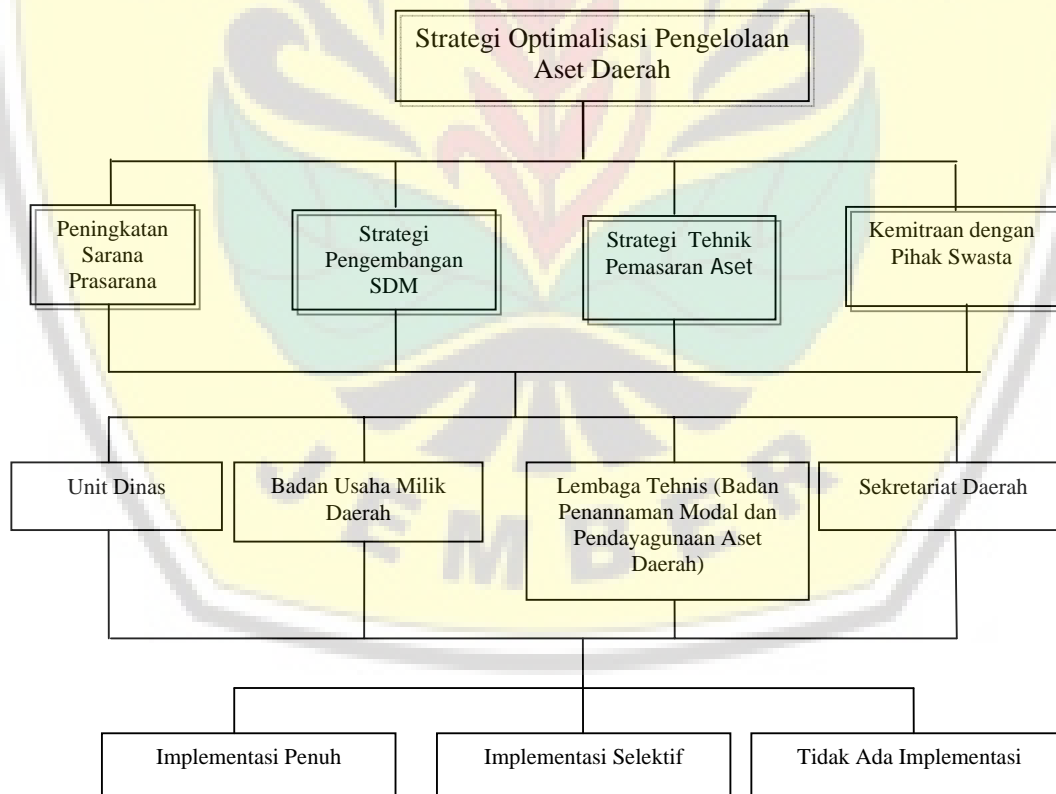 Strategi Optimalisasi Pengelolaan
Aset Daerah
Peningkatan
Sarana
Prasarana
Strategi
Pengembangan
SDM
Strategi Tehnik
Pemasaran Aset
Kemitraan dengan
Pihak Swasta
Unit Dinas
Badan Usaha Milik
Daerah
Lembaga Tehnis (Badan
Penannaman Modal dan
Pendayagunaan Aset
Daerah)
Sekretariat Daerah
JEMBER
Implementasi Penuh
Implementasi Selektif
Tidak Ada Implementasi